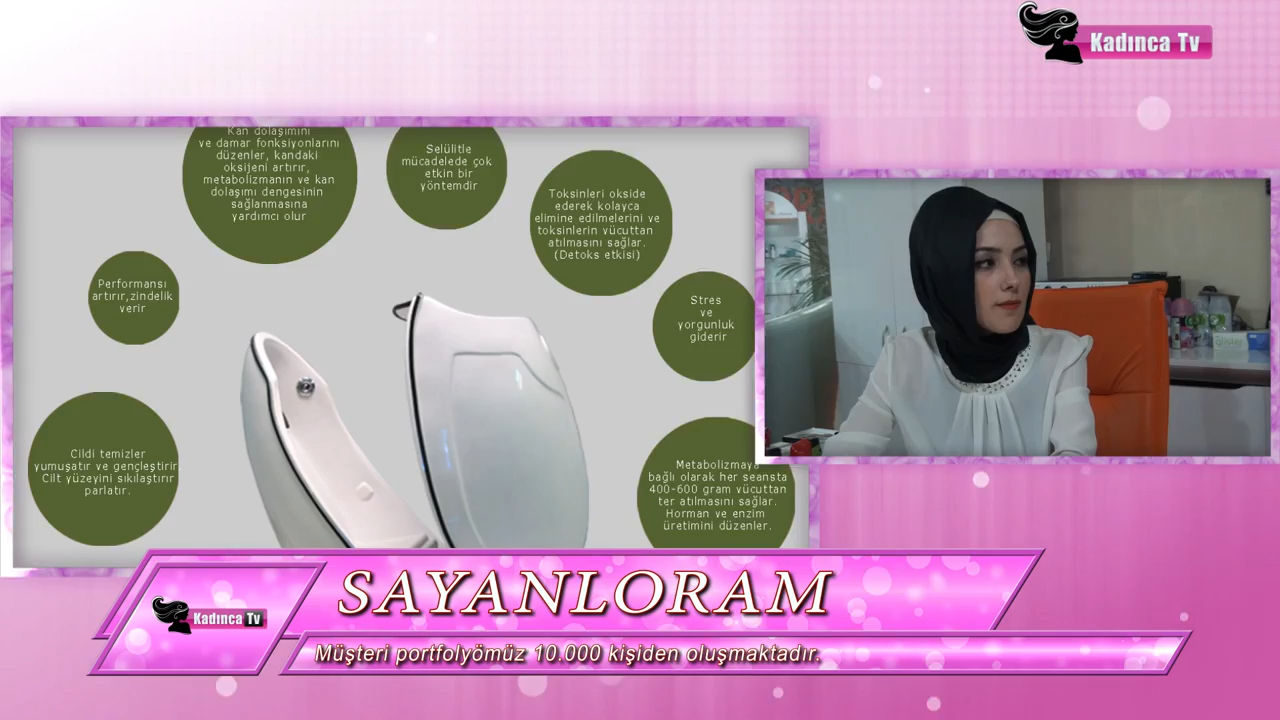 Kadınca Tv
Kan dolaşımını
ve damar fonksiyonlarını
düzenler, kandaki
oksijeni artırır,
metabolizmanın ve kan
dolaşımı dengesinin
sağlanmasına
yardımcı olur
Selülitle
mücadelede çok
etkin bir
yöntemdir
Toksinleri okside
ederek kolayca
elimine edilmelerini ve
toksinlerin vücuttan
atılmasını sağlar.
(Detoks etkisi)
Performansı
artırır,zindelik
verir
Stres
ve
yorgunluk
giderir
Cildi temizler
yumuşatır ve gençleştirir
Cilt yüzeyini sıkılaştırır
parlatır.
Metabolizmaya
bağlı olarak her seansta
400-600 gram vücuttan
ter atılmasını sağlar.
Horman ve enzim
üretimini düzenler.
SAYANLORAM
Kadınca Tv
Müşteri portfolyömüz 10.000 kişiden oluşmaktadır.